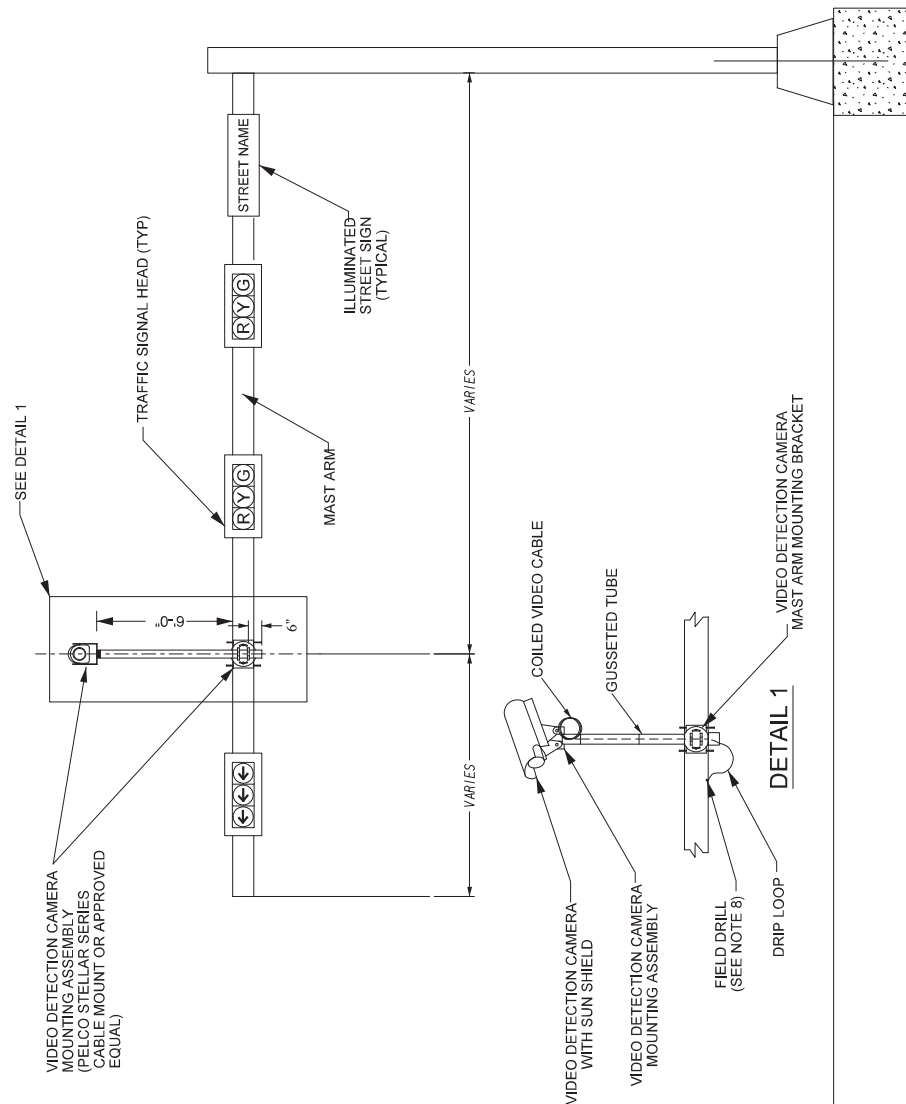 SEE DETAIL 1
TRAFFIC SIGNAL HEAD (TYP)
STREET NAME
R Y G
R Y G
6'-0"
6"
MAST ARM
ILLUMINATED
STREET SIGN
(TYPICAL)
VIDEO DETECTION CAMERA
MOUNTING ASSEMBLY
(PELCO STELLAR SERIES
CABLE MOUNT OR APPROVED
EQUAL)
VARIES
VARIES
COILED VIDEO CABLE
GUSSETED TUBE
VIDEO DETECTION CAMERA
MAST ARM MOUNTING BRACKET
VIDEO DETECTION CAMERA
WITH SUN SHIELD
VIDEO DETECTION CAMERA
MOUNTING ASSEMBLY
FIELD DRILL
(SEE NOTE 8)
DRIP LOOP
DETAIL 1